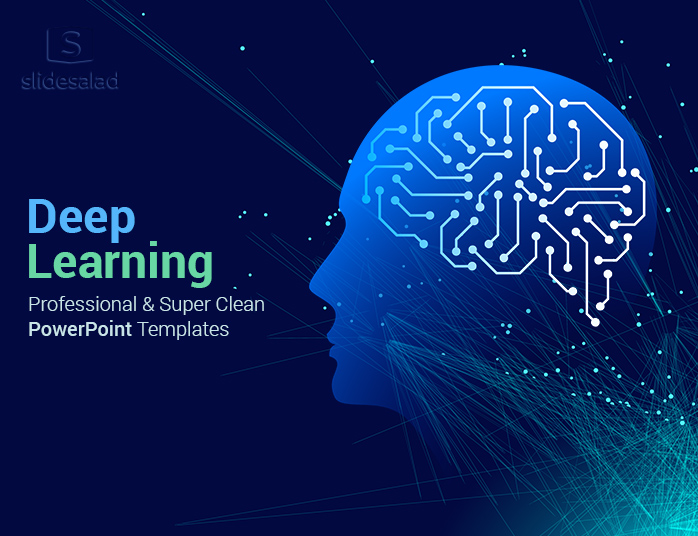 slidesalad
Deep
Learning
Professional & Super Clean
PowerPoint Templates